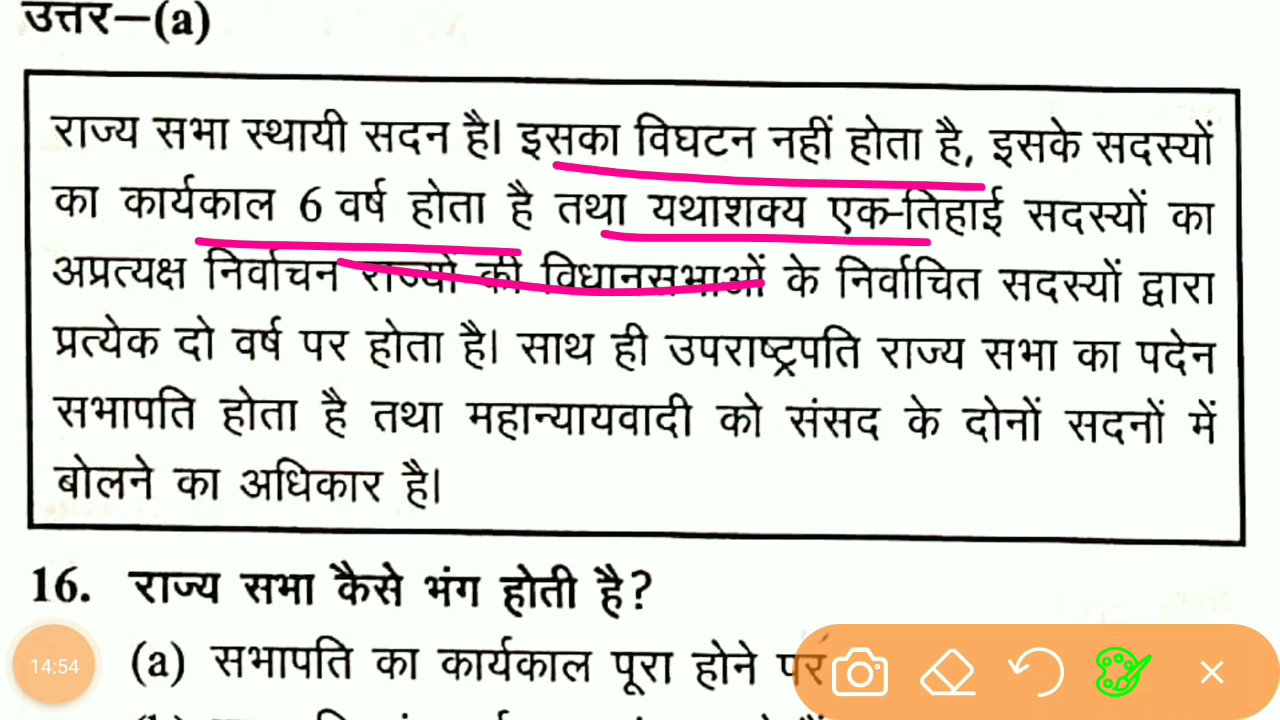 उत्तर–(a)
राज्य सभा स्थायी सदन है। इसका विघटन नहीं होता है, इसके सदस्यों
का कार्यकाल 6 वर्ष होता है तथा यथाशक्य एक-तिहाई सदस्यों का
अप्रत्यक्ष निर्वाचन राज्यों की विधानसभाओं के निर्वाचित सदस्यों द्वारा
प्रत्येक दो वर्ष पर होता है। साथ ही उपराष्ट्रपति राज्य सभा का पदेन
सभापति होता है तथा महान्यायवादी को संसद के दोनों सदनों में
बोलने का अधिकार है।
16. राज्य सभा कैसे भंग होती है?
(a) सभापति का कार्यकाल पूरा होने पर
14:54